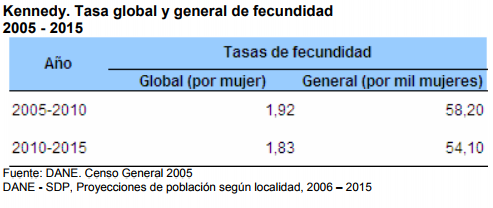 Kennedy. Tasa global y general de fecundidad
2005 - 2015
Año
Tasas de fecundidad
Global (por mujer) General (por mil mujeres)
2005-2010 1,92 58,20
2010-2015 1,83 54,10
Fuente: DANE. Censo General 2005
DANE - SDP, Proyecciones de población según localidad, 2006 – 2015